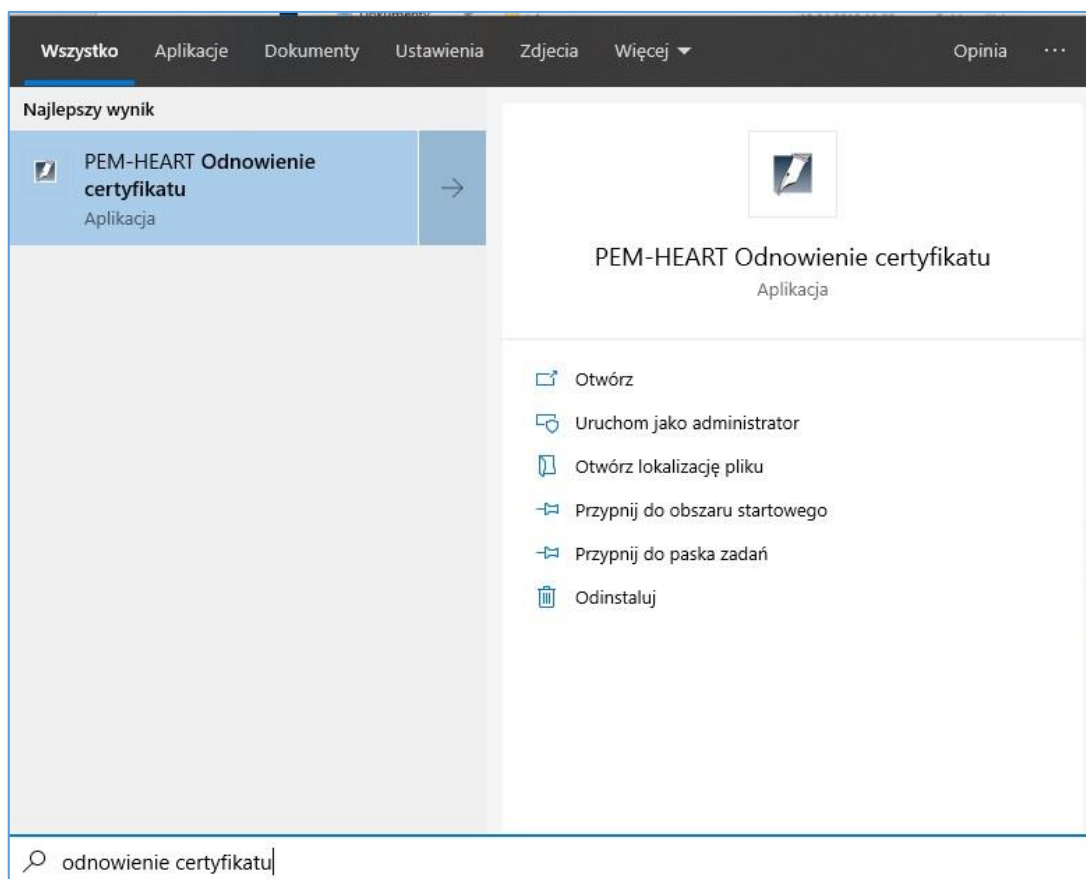 Wszystko Aplikacje Dokumenty Ustawienia Zdjecia Więcej Opinia ...
Najlepszy wynik
PEM-HEART Odnowienie
certyfikatu
Aplikacja
PEM-HEART Odnowienie certyfikatu
Aplikacja
Otwórz
Uruchom jako administrator
Otwórz lokalizację pliku
Przypnij do obszaru startowego
Przypnij do paska zadań
Odinstaluj
odnowienie certyfikatu